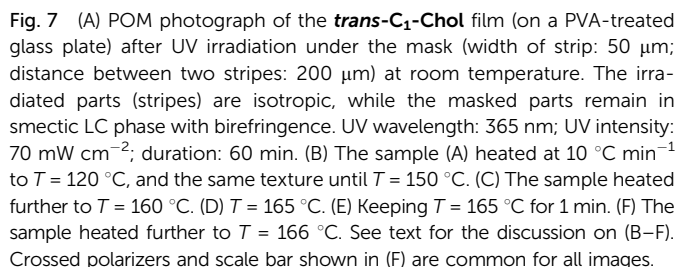 Fig. 7 (A) POM photograph of the trans-C₁-Chol film (on a PVA-treated
glass plate) after UV irradiation under the mask (width of strip: 50 μm;
distance between two stripes: 200 μm) at room temperature. The irra-
diated parts (stripes) are isotropic, while the masked parts remain in
smectic LC phase with birefringence. UV wavelength: 365 nm; UV intensity:
70 mW cm⁻²; duration: 60 min. (B) The sample (A) heated at 10 °C min⁻¹
to T = 120 °C, and the same texture until T = 150 °C. (C) The sample heated
further to T = 160 °C. (D) T = 165 °C. (E) Keeping T = 165 °C for 1 min. (F) The
sample heated further to T = 166 °C. See text for the discussion on (B–F).
Crossed polarizers and scale bar shown in (F) are common for all images.